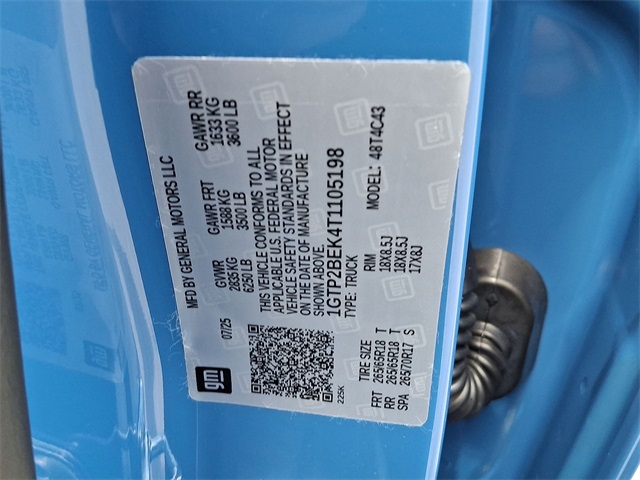 gm
07/25
MFD BY GENERAL MOTORS LLC
GVWR GAWR FRT GAWR RR
2835 KG 1588 KG 1633 KG
6250 LB 3500 LB 3600 LB
THIS VEHICLE CONFORMS TO ALL
APPLICABLE U.S. FEDERAL MOTOR
VEHICLE SAFETY STANDARDS IN EFFECT
ON THE DATE OF MANUFACTURE
SHOWN ABOVE.
1GTP2BEK4T1105198
TYPE: TRUCK MODEL: 48T4C43
225K
TIRE SIZE RIM
FRT 265/65R18 T 18X8.5J
RR 265/65R18 T 18X8.5J
SPA 265/70R17 S 17X8J